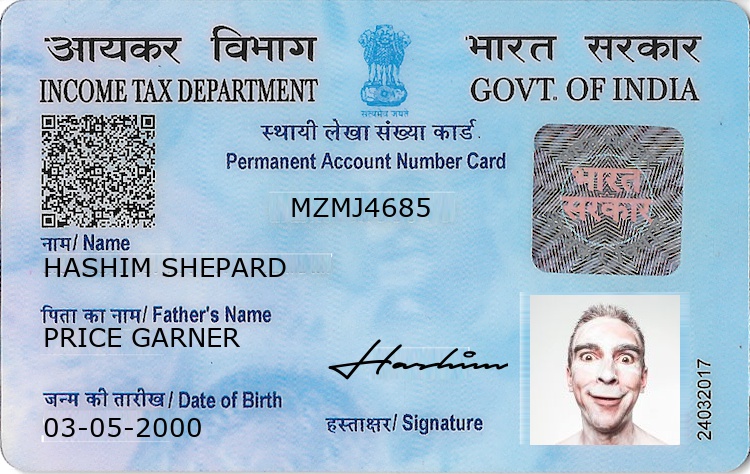 आयकर विभाग
INCOME TAX DEPARTMENT
सत्यमेव जयते
भारत सरकार
GOVT. OF INDIA
स्थायी लेखा संख्या कार्ड
Permanent Account Number Card
MZMJ4685
भारत
सरकार
नाम/ Name
HASHIM SHEPARD
पिता का नाम/ Father's Name
PRICE GARNER
Hashim
जन्म की तारीख/ Date of Birth
03-05-2000
हस्ताक्षर/ Signature
24032017